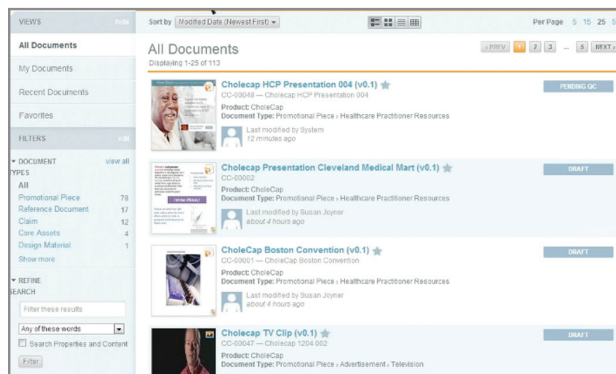 VIEWS
hide
All Documents
My Documents
Recent Documents
Favorites
FILTERS
edit
DOCUMENT TYPES
view all
All
Promotional Piece 78
Reference Document 17
Claim 12
Core Assets 4
Design Material 1
Show more
REFINE SEARCH
Filter these results
Any of these words
Search Properties and Content
Filter
Sort by Modified Date (Newest First)
Per Page 5 15 25
All Documents
Displaying 1-25 of 113
‹ PREV 1 2 3 ... 5 NEXT ›
Cholecap HCP Presentation 004 (v0.1)
CC-00048 — Cholecap HCP Presentation 004
Product: CholeCap
Document Type: Promotional Piece › Healthcare Practitioner Resources
Last modified by System
12 minutes ago
PENDING QC
Cholecap Presentation Cleveland Medical Mart (v0.1)
CC-00002
Product: CholeCap
Document Type: Promotional Piece › Healthcare Practitioner Resources
Last modified by Susan Joyner
about 4 hours ago
DRAFT
CholeCap Boston Convention (v0.1)
CC-00001 — CholeCap Boston Convention
Product: CholeCap
Document Type: Promotional Piece › Healthcare Practitioner Resources
Last modified by Susan Joyner
about 4 hours ago
DRAFT
Cholecap TV Clip (v0.1)
CC-00047 — Cholecap 1204 002
Product: CholeCap
Document Type: Promotional Piece › Advertisement › Television
DRAFT